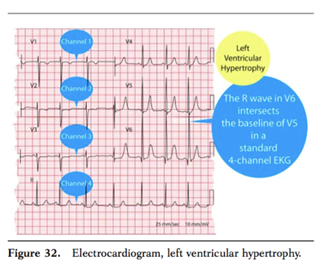 V1
Channel 1
V4
Left
Ventricular
Hypertrophy
V2
Channel 2
V5
The R wave in V6
intersects
the baseline of V5
in a
standard
4-channel EKG
V3
Channel 3
V6
II
Channel 4
25 mm/sec 10 mm/mV
Figure 32. Electrocardiogram, left ventricular hypertrophy.